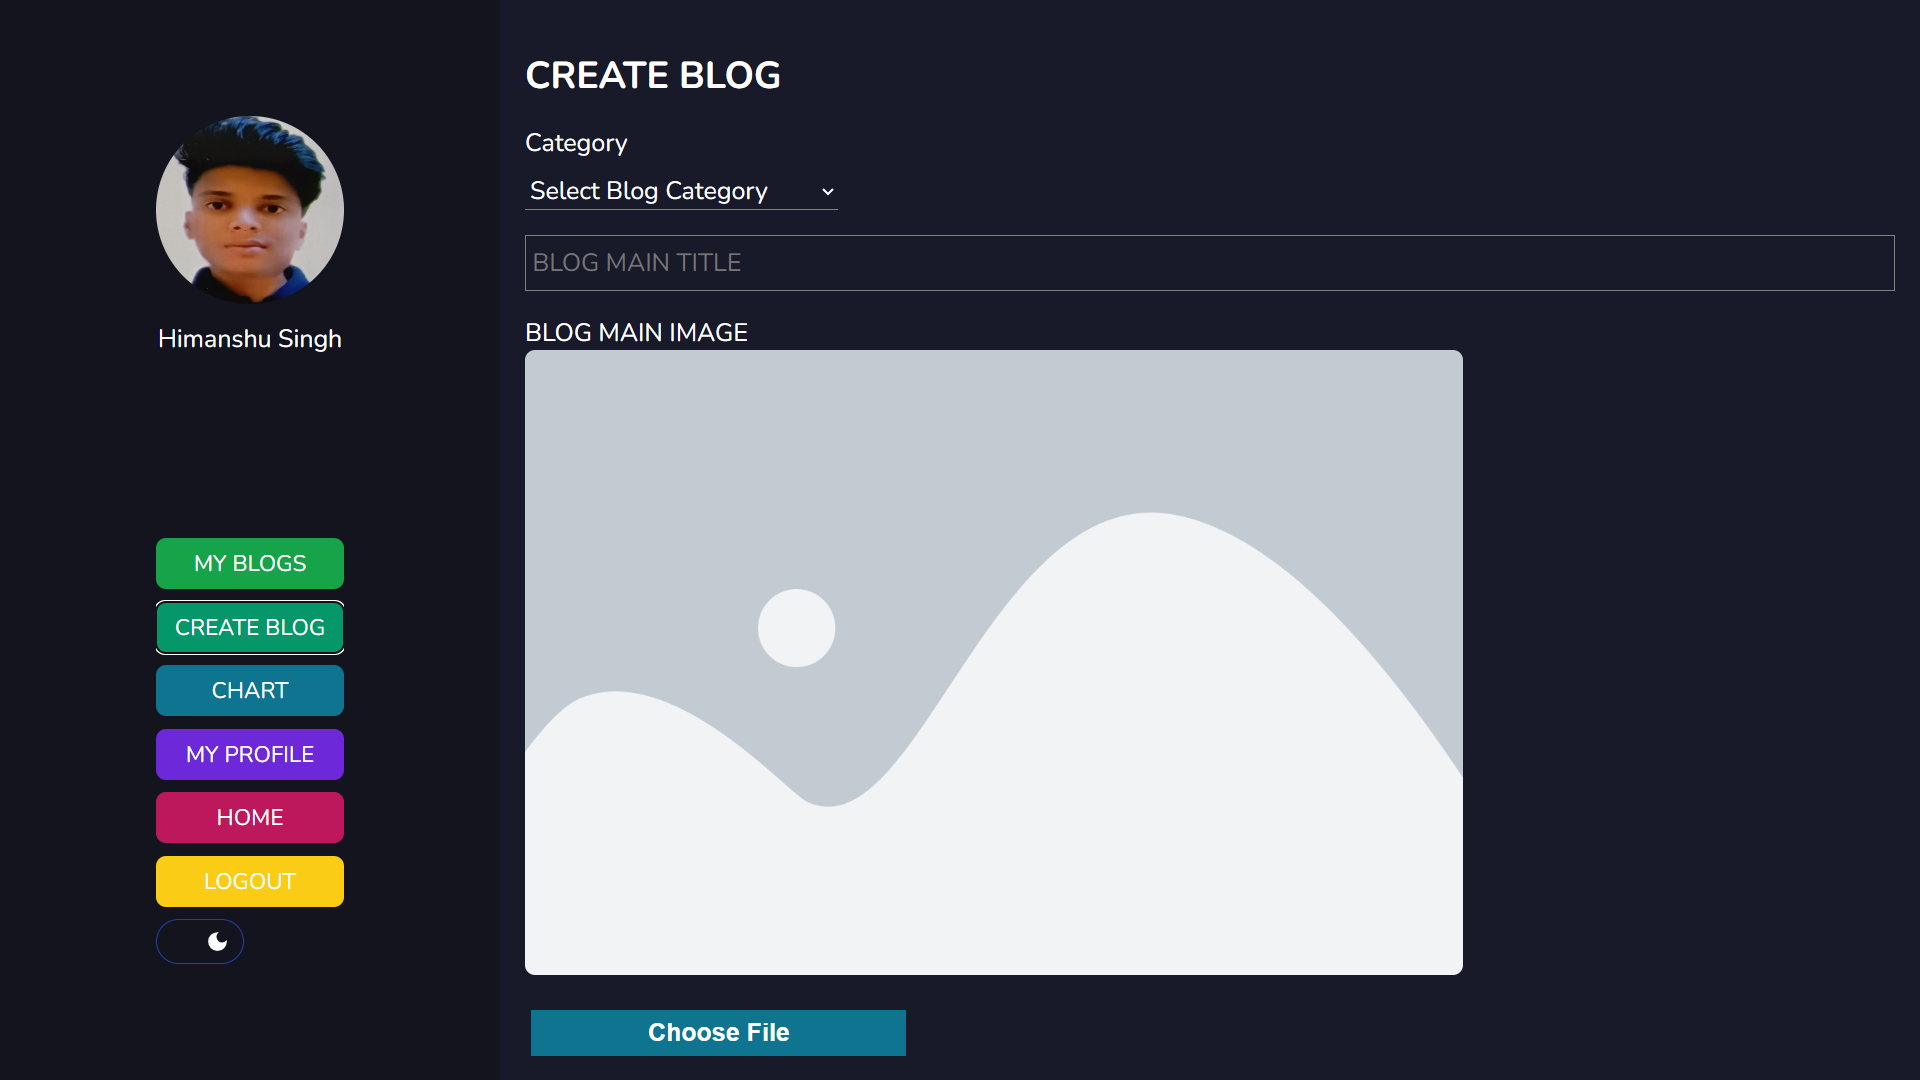 Himanshu Singh
MY BLOGS
CREATE BLOG
CHART
MY PROFILE
HOME
LOGOUT
CREATE BLOG
Category
Select Blog Category
BLOG MAIN TITLE
BLOG MAIN IMAGE
Choose File